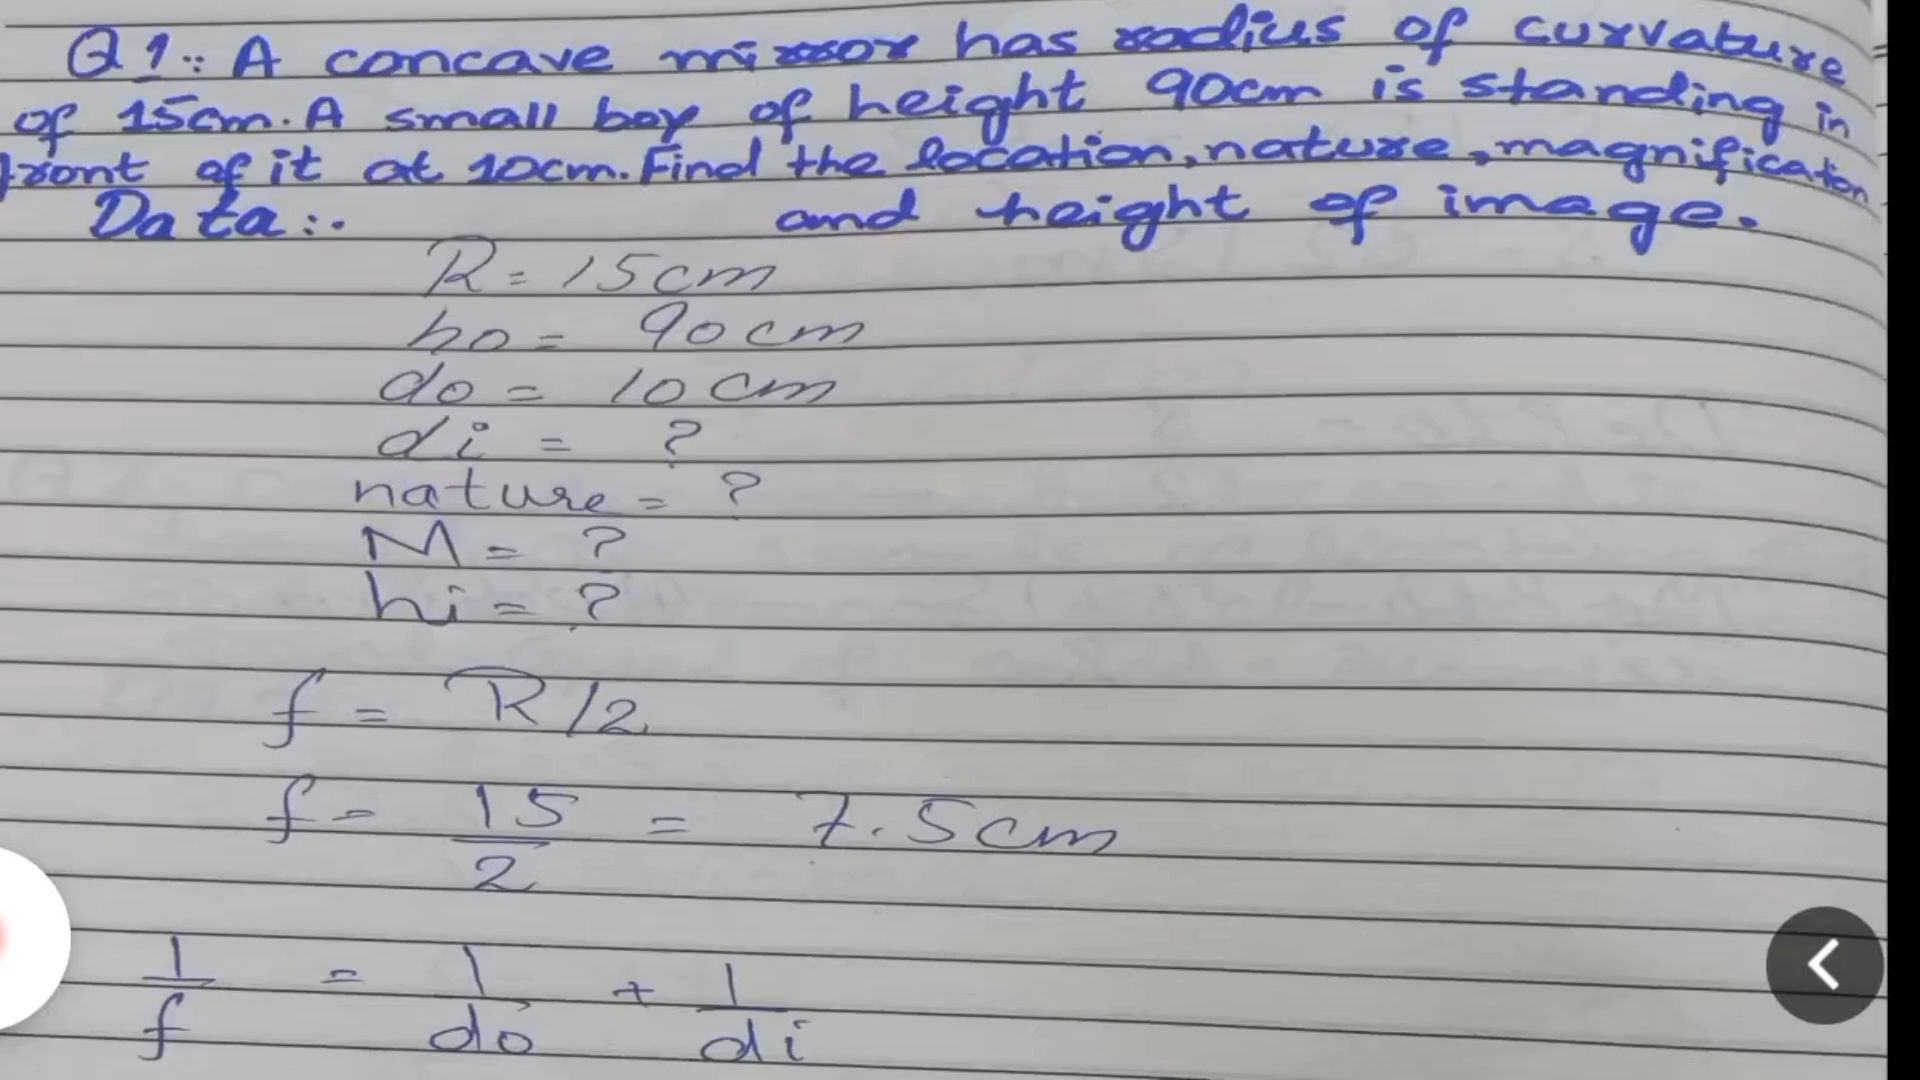 Q1:. A concave mirror has radius of curvature
of 15cm. A small boy of height 90cm is standing in
front of it at 10cm. Find the location, nature, magnification
and height of image.
Data:.
R = 15cm
ho = 90cm
do = 10cm
di = ?
nature = ?
M = ?
hi = ?
f = R/2
f = 15/2 = 7.5cm
1/f = 1/do + 1/di